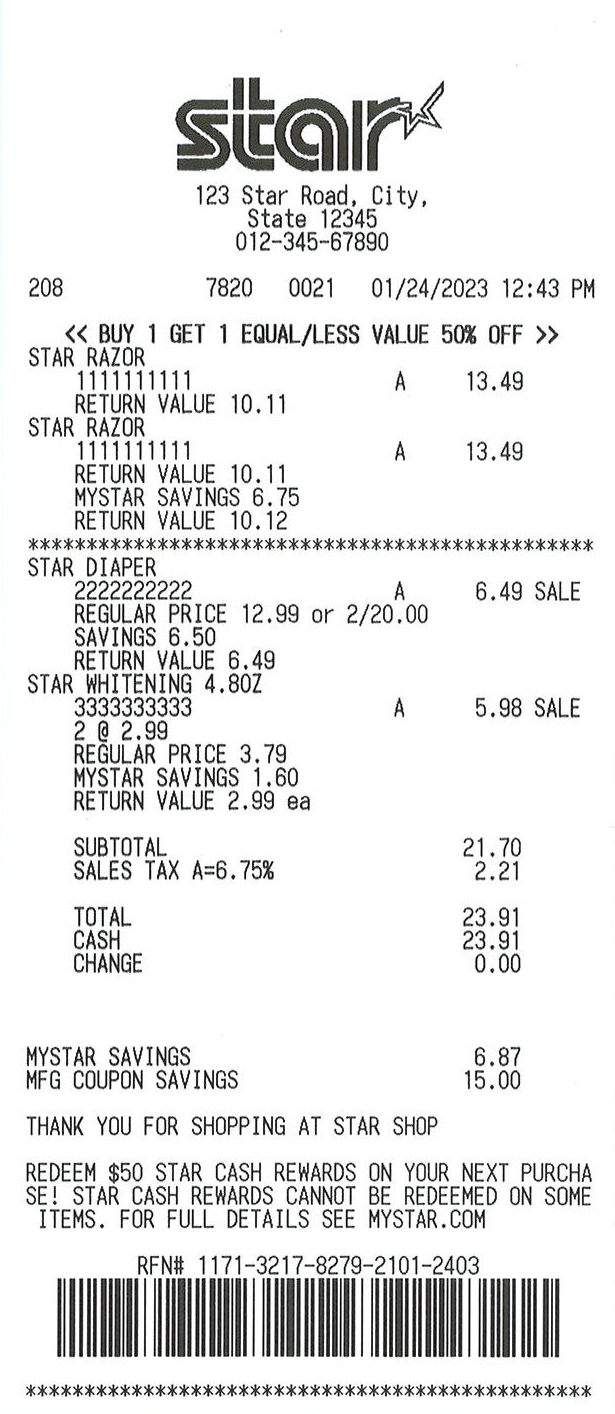 star
123 Star Road, City,
State 12345
012-345-67890
208 7820 0021 01/24/2023 12:43 PM
<< BUY 1 GET 1 EQUAL/LESS VALUE 50% OFF >>
STAR RAZOR
1111111111 A 13.49
RETURN VALUE 10.11
STAR RAZOR
1111111111 A 13.49
RETURN VALUE 10.11
MYSTAR SAVINGS 6.75
RETURN VALUE 10.12
************************************************
STAR DIAPER
2222222222 A 6.49 SALE
REGULAR PRICE 12.99 or 2/20.00
SAVINGS 6.50
RETURN VALUE 6.49
STAR WHITENING 4.80Z
3333333333 A 5.98 SALE
2 @ 2.99
REGULAR PRICE 3.79
MYSTAR SAVINGS 1.60
RETURN VALUE 2.99 ea
SUBTOTAL 21.70
SALES TAX A=6.75% 2.21
TOTAL 23.91
CASH 23.91
CHANGE 0.00
MYSTAR SAVINGS 6.87
MFG COUPON SAVINGS 15.00
THANK YOU FOR SHOPPING AT STAR SHOP
REDEEM $50 STAR CASH REWARDS ON YOUR NEXT PURCHA
SE! STAR CASH REWARDS CANNOT BE REDEEMED ON SOME
ITEMS. FOR FULL DETAILS SEE MYSTAR.COM
RFN# 1171-3217-8279-2101-2403
************************************************